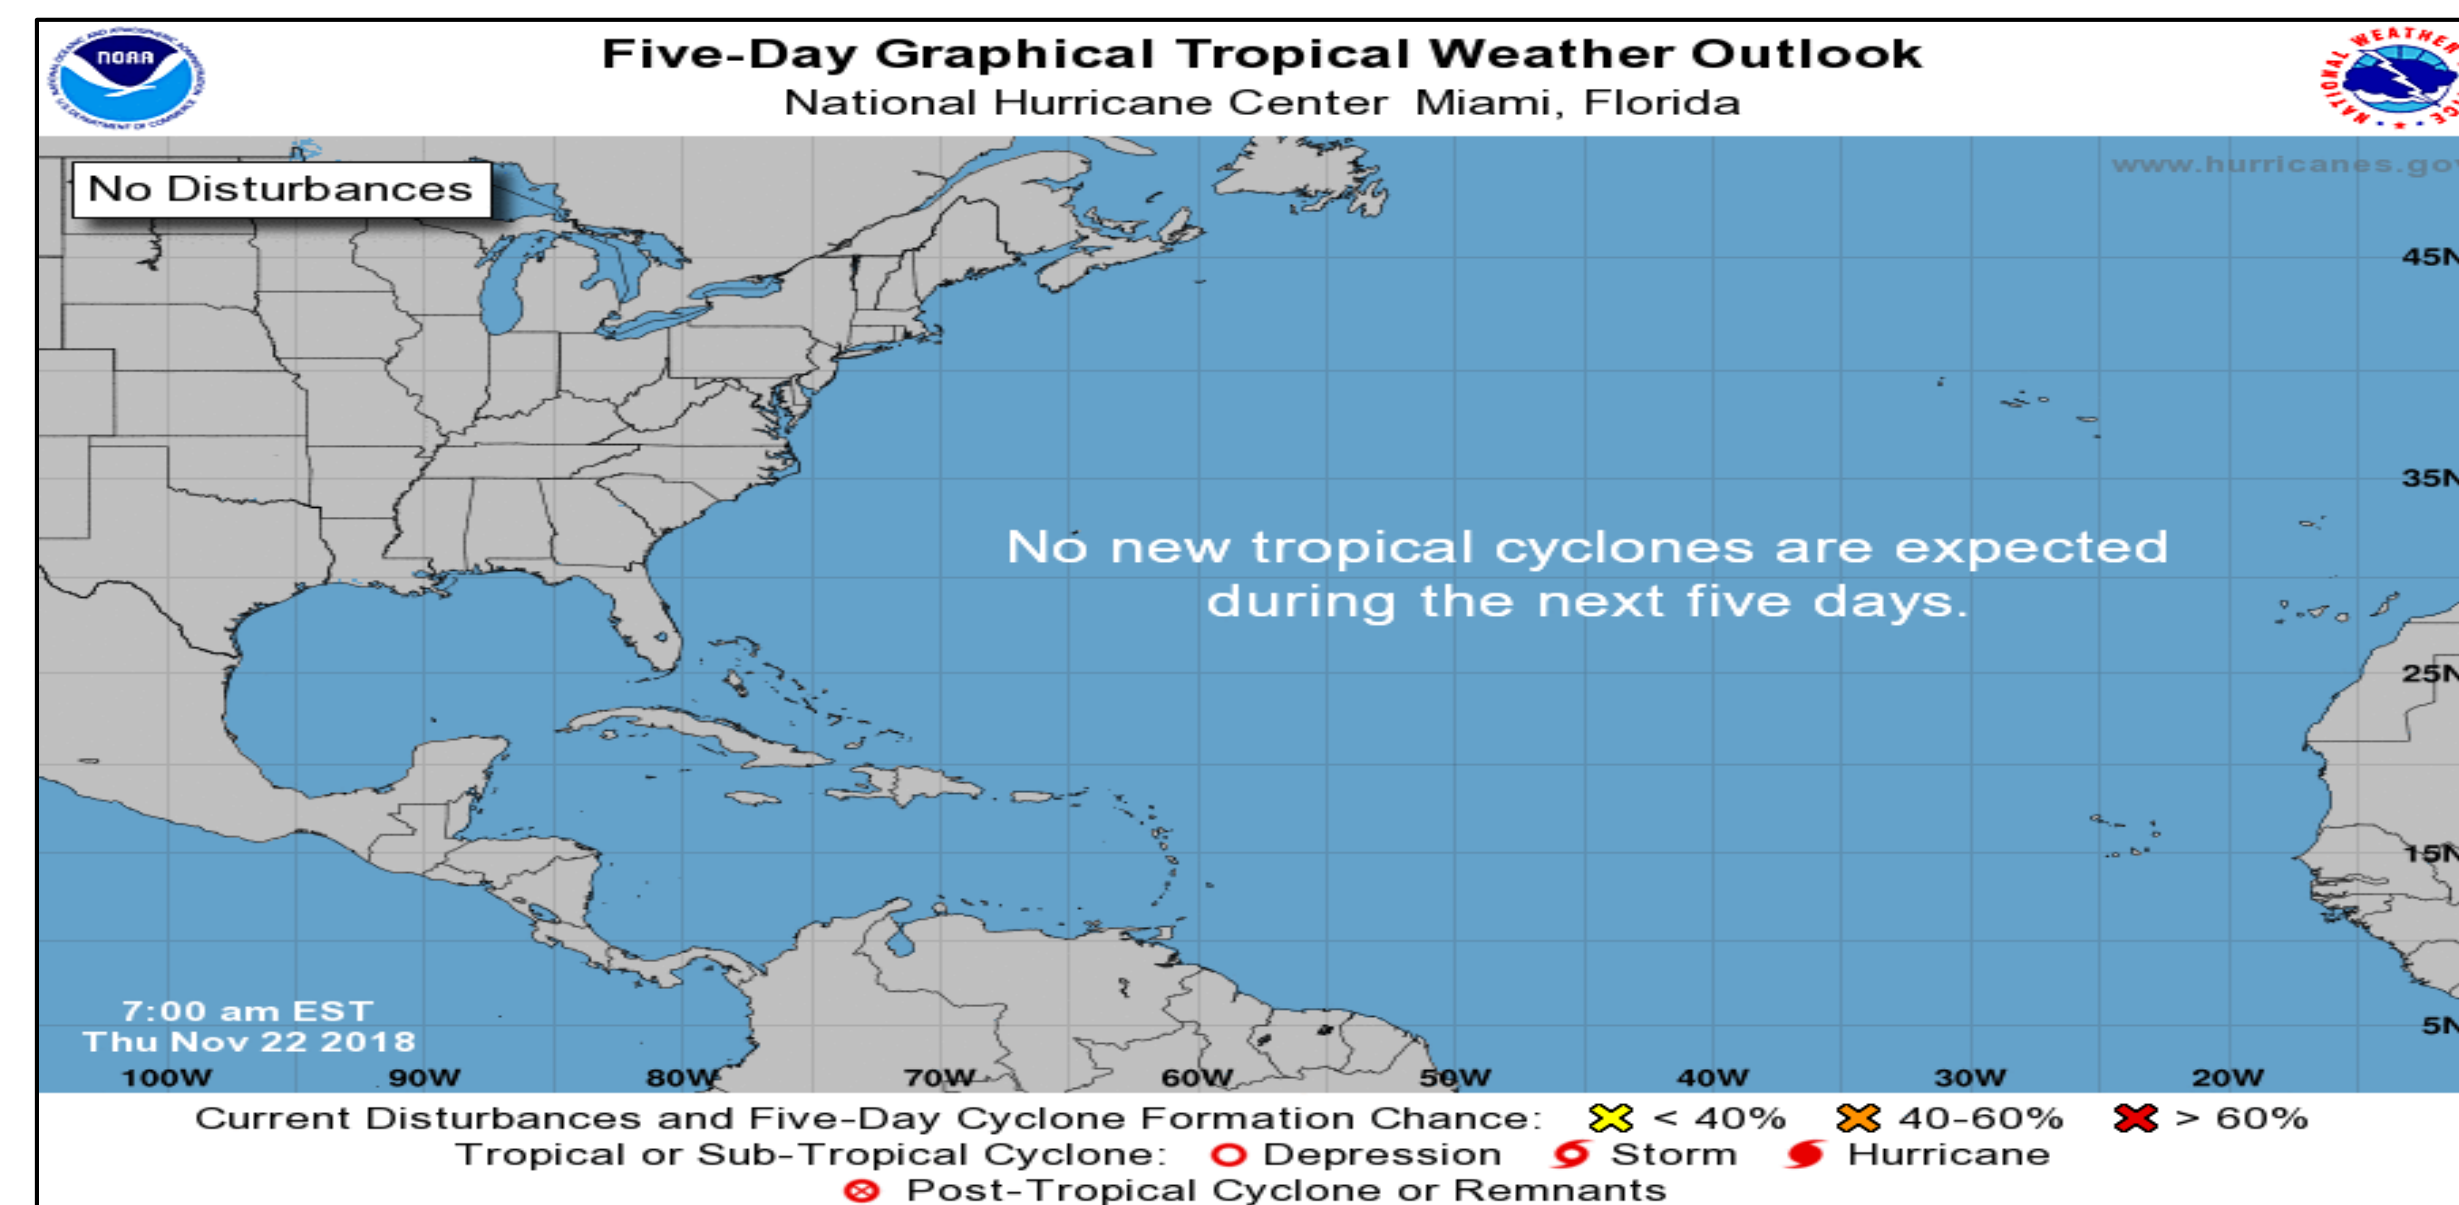 Five-Day Graphical Tropical Weather Outlook
National Hurricane Center Miami, Florida
NOAA
NATIONAL WEATHER
www.hurricanes.gov
No Disturbances
45N
35N
No new tropical cyclones are expected
during the next five days.
25N
15N
7:00 am EST
Thu Nov 22 2018
5N
100W 90W 80W 70W 60W 50W 40W 30W 20W
Current Disturbances and Five-Day Cyclone Formation Chance: < 40% 40-60% > 60%
Tropical or Sub-Tropical Cyclone: Depression Storm Hurricane
Post-Tropical Cyclone or Remnants